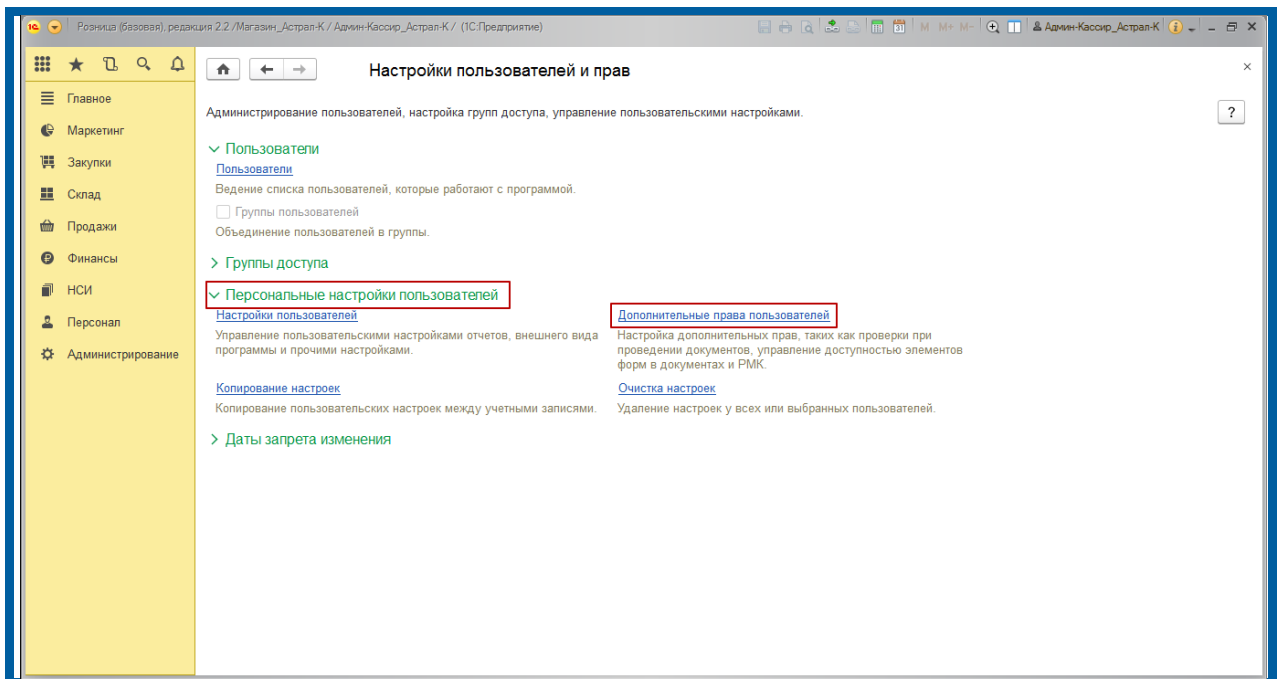 1С Розница (базовая), редакция 2.2 /Магазин_Астрал-К / Админ-Кассир_Астрал-К / (1С:Предприятие) 31 M M+ M- Админ-Кассир_Астрал-К i
Настройки пользователей и прав
Главное
Администрирование пользователей, настройка групп доступа, управление пользовательскими настройками. ?
Маркетинг
Закупки
Склад
Продажи
Финансы
НСИ
Персонал
Администрирование
Пользователи
Пользователи
Ведение списка пользователей, которые работают с программой.
Группы пользователей
Объединение пользователей в группы.
Группы доступа
Персональные настройки пользователей
Настройки пользователей
Управление пользовательскими настройками отчетов, внешнего вида
программы и прочими настройками.
Дополнительные права пользователей
Настройка дополнительных прав, таких как проверки при
проведении документов, управление доступностью элементов
форм в документах и РМК.
Копирование настроек
Копирование пользовательских настроек между учетными записями.
Очистка настроек
Удаление настроек у всех или выбранных пользователей.
Даты запрета изменения